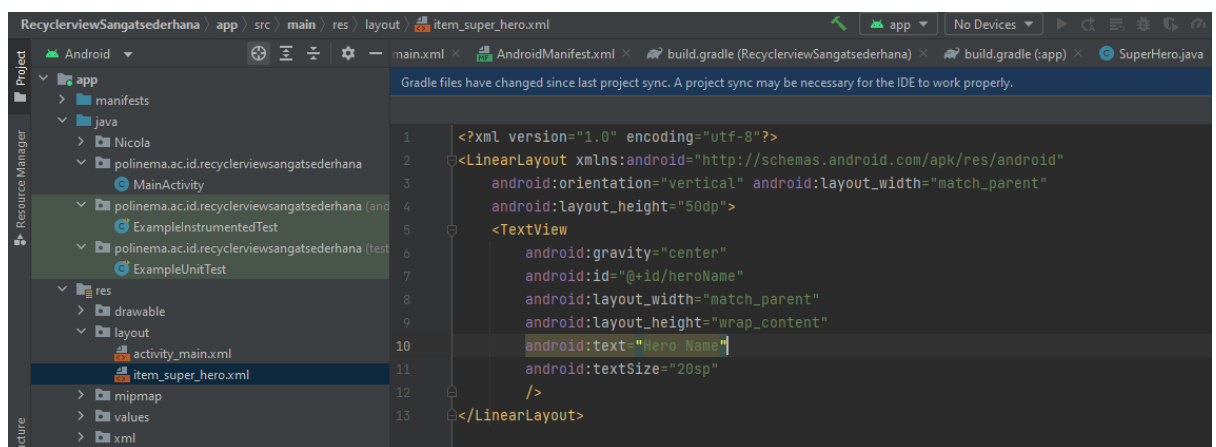 RecyclerviewSangatsederhana 〉 app 〉 src 〉 main 〉 res 〉 layout 〉 item_super_hero.xml
app
No Devices
Project
Resource Manager
Android
main.xml
AndroidManifest.xml
build.gradle (RecyclerviewSangatsederhana)
build.gradle (:app)
SuperHero.java
Gradle files have changed since last project sync. A project sync may be necessary for the IDE to work properly.
app
manifests
java
Nicola
polinema.ac.id.recyclerviewsangatsederhana
MainActivity
polinema.ac.id.recyclerviewsangatsederhana (and
ExampleInstrumentedTest
polinema.ac.id.recyclerviewsangatsederhana (test
ExampleUnitTest
res
drawable
layout
activity_main.xml
item_super_hero.xml
mipmap
values
xml
1 <?xml version="1.0" encoding="utf-8"?>
2 <LinearLayout xmlns:android="http://schemas.android.com/apk/res/android"
3 android:orientation="vertical" android:layout_width="match_parent"
4 android:layout_height="50dp">
5 <TextView
6 android:gravity="center"
7 android:id="@+id/heroName"
8 android:layout_width="match_parent"
9 android:layout_height="wrap_content"
10 android:text="Hero Name"
11 android:textSize="20sp"
12 />
13 </LinearLayout>